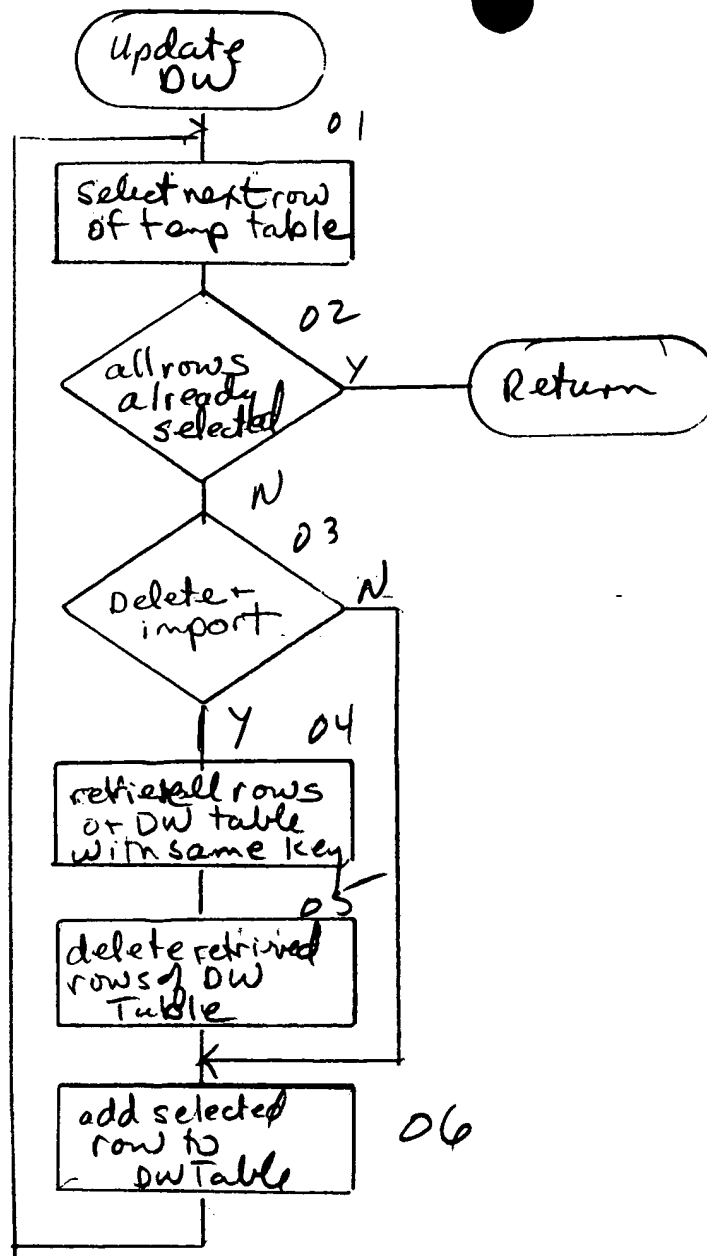 Update
DW
01
select next row
of temp table
02
all rows
already
selected
Y
Return
N
03
Delete +
import
N
Y
04
all rows
or DW table
with same key
05
delete retrived
rows of DW
Table
add selected
row to
DW Table
06